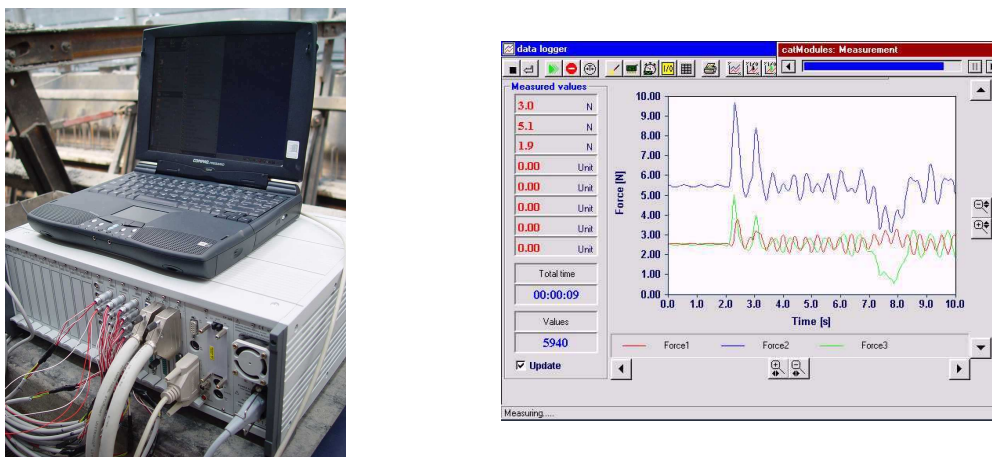 COMPAQ
data logger
catModules: Measurement
I/O
Measured values
3.0 N
5.1 N
1.9 N
0.00 Unit
0.00 Unit
0.00 Unit
0.00 Unit
0.00 Unit
Total time
00:00:09
Values
5940
Update
Force [N]
10.00
9.00
8.00
7.00
6.00
5.00
4.00
3.00
2.00
1.00
0.00
0.0 1.0 2.0 3.0 4.0 5.0 6.0 7.0 8.0 9.0 10.0
Time [s]
Force1 Force2 Force3
Measuring.....